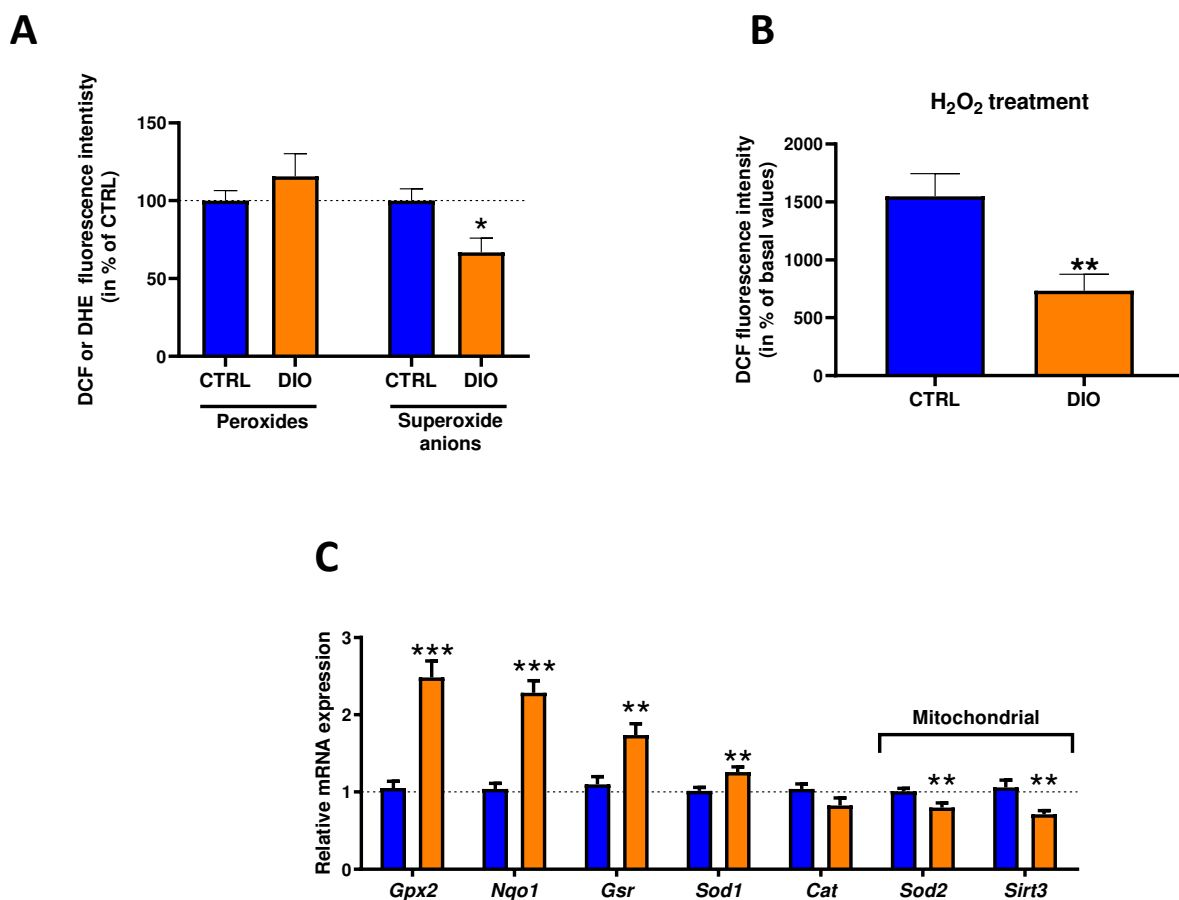 A
DCF or DHE fluorescence intentisty
(in % of CTRL)
150
100
50
0
*
CTRL DIO CTRL DIO
Peroxides Superoxide
anions
B
H₂O₂ treatment
DCF fluorescence intensity
(in % of basal values)
2000
1500
1000
500
0
**
CTRL DIO
C
Relative mRNA expression
3
2
1
0
*** *** ** ** ** **
Mitochondrial
Gpx2 Nqo1 Gsr Sod1 Cat Sod2 Sirt3